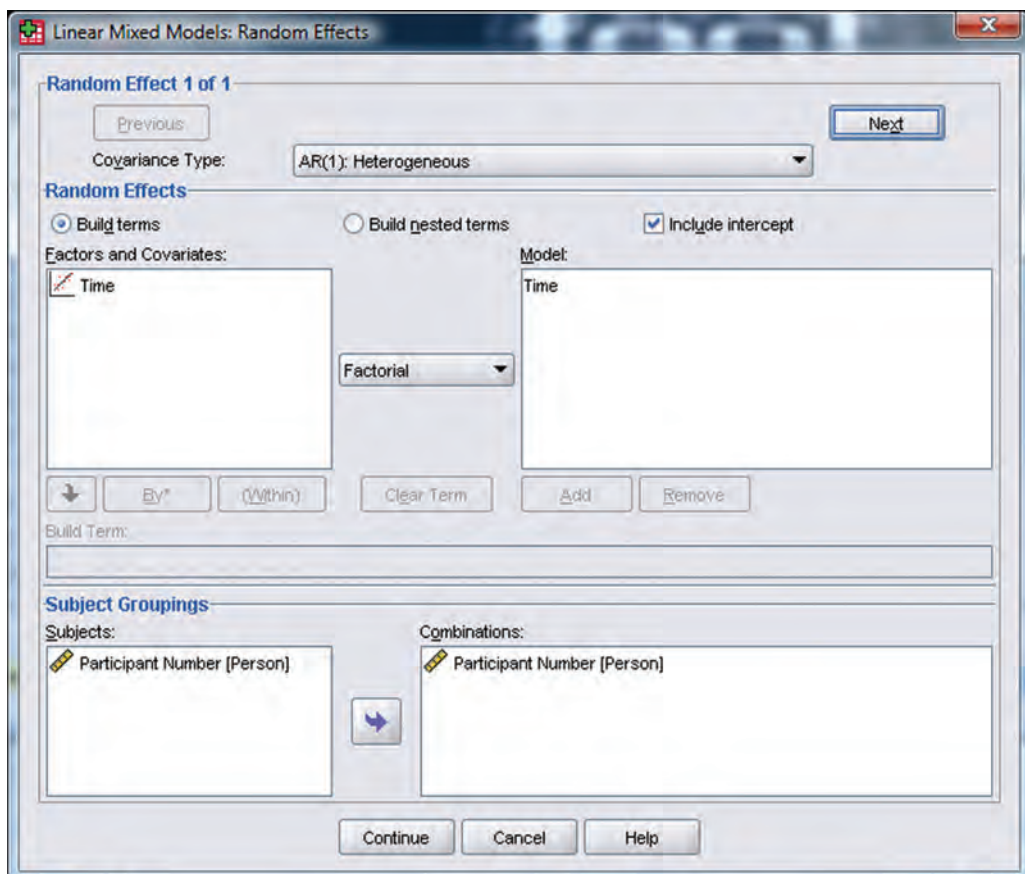 Linear Mixed Models: Random Effects
Random Effect 1 of 1
Previous
Next
Covariance Type:
AR(1): Heterogeneous
Random Effects
Build terms
Build nested terms
Include intercept
Factors and Covariates:
Model:
Time
Time
Factorial
By*
(Within)
Clear Term
Add
Remove
Build Term:
Subject Groupings
Subjects:
Combinations:
Participant Number [Person]
Participant Number [Person]
Continue
Cancel
Help